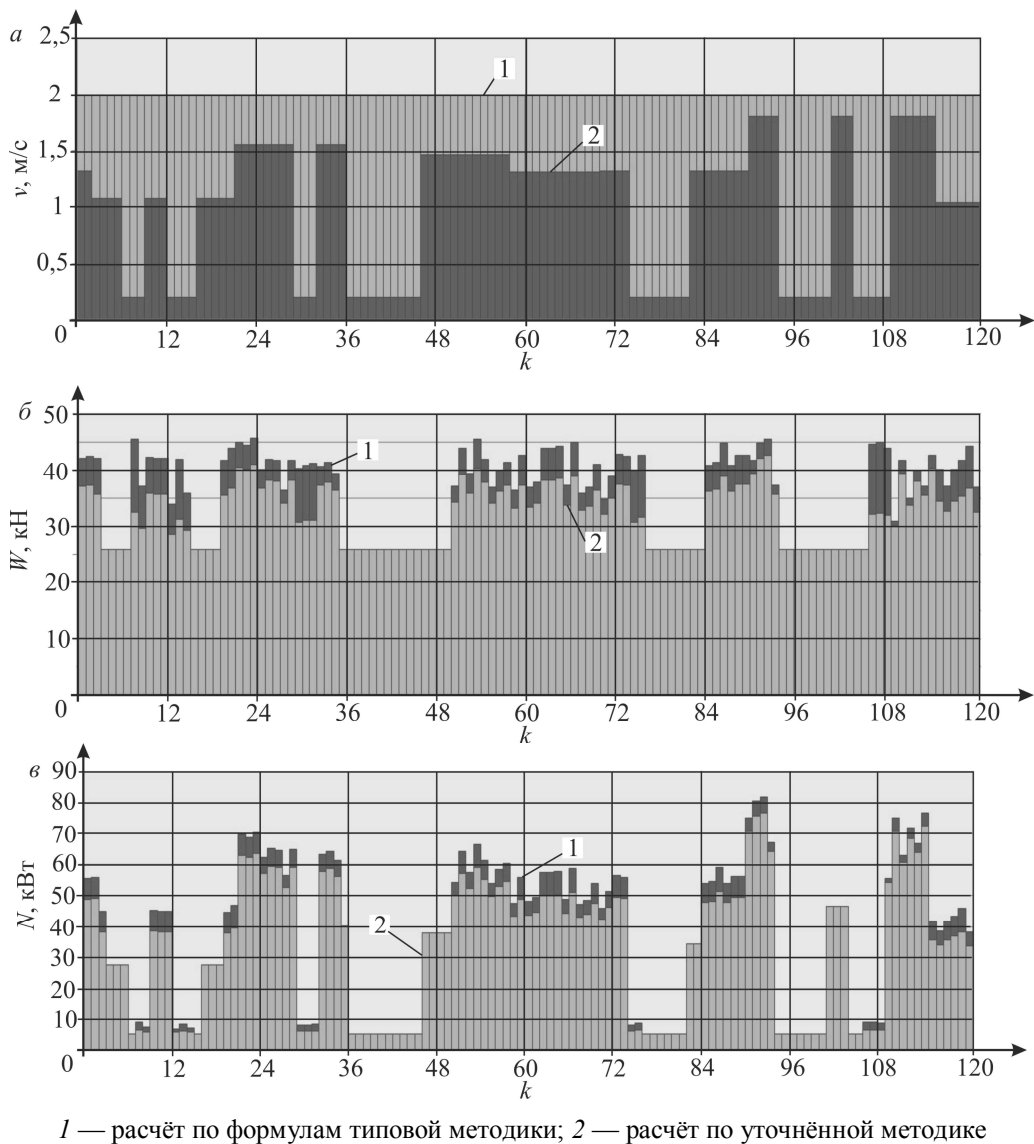 а
v, м/с
2,5
2
1,5
1
0,5
0
1
2
12 24 36 48 60 72 84 96 108 120
k
б
W, кН
50
40
30
20
10
0
1
2
12 24 36 48 60 72 84 96 108 120
k
в
N, кВт
90
80
70
60
50
40
30
20
10
0
1
2
12 24 36 48 60 72 84 96 108 120
k
1 — расчёт по формулам типовой методики; 2 — расчёт по уточнённой методике